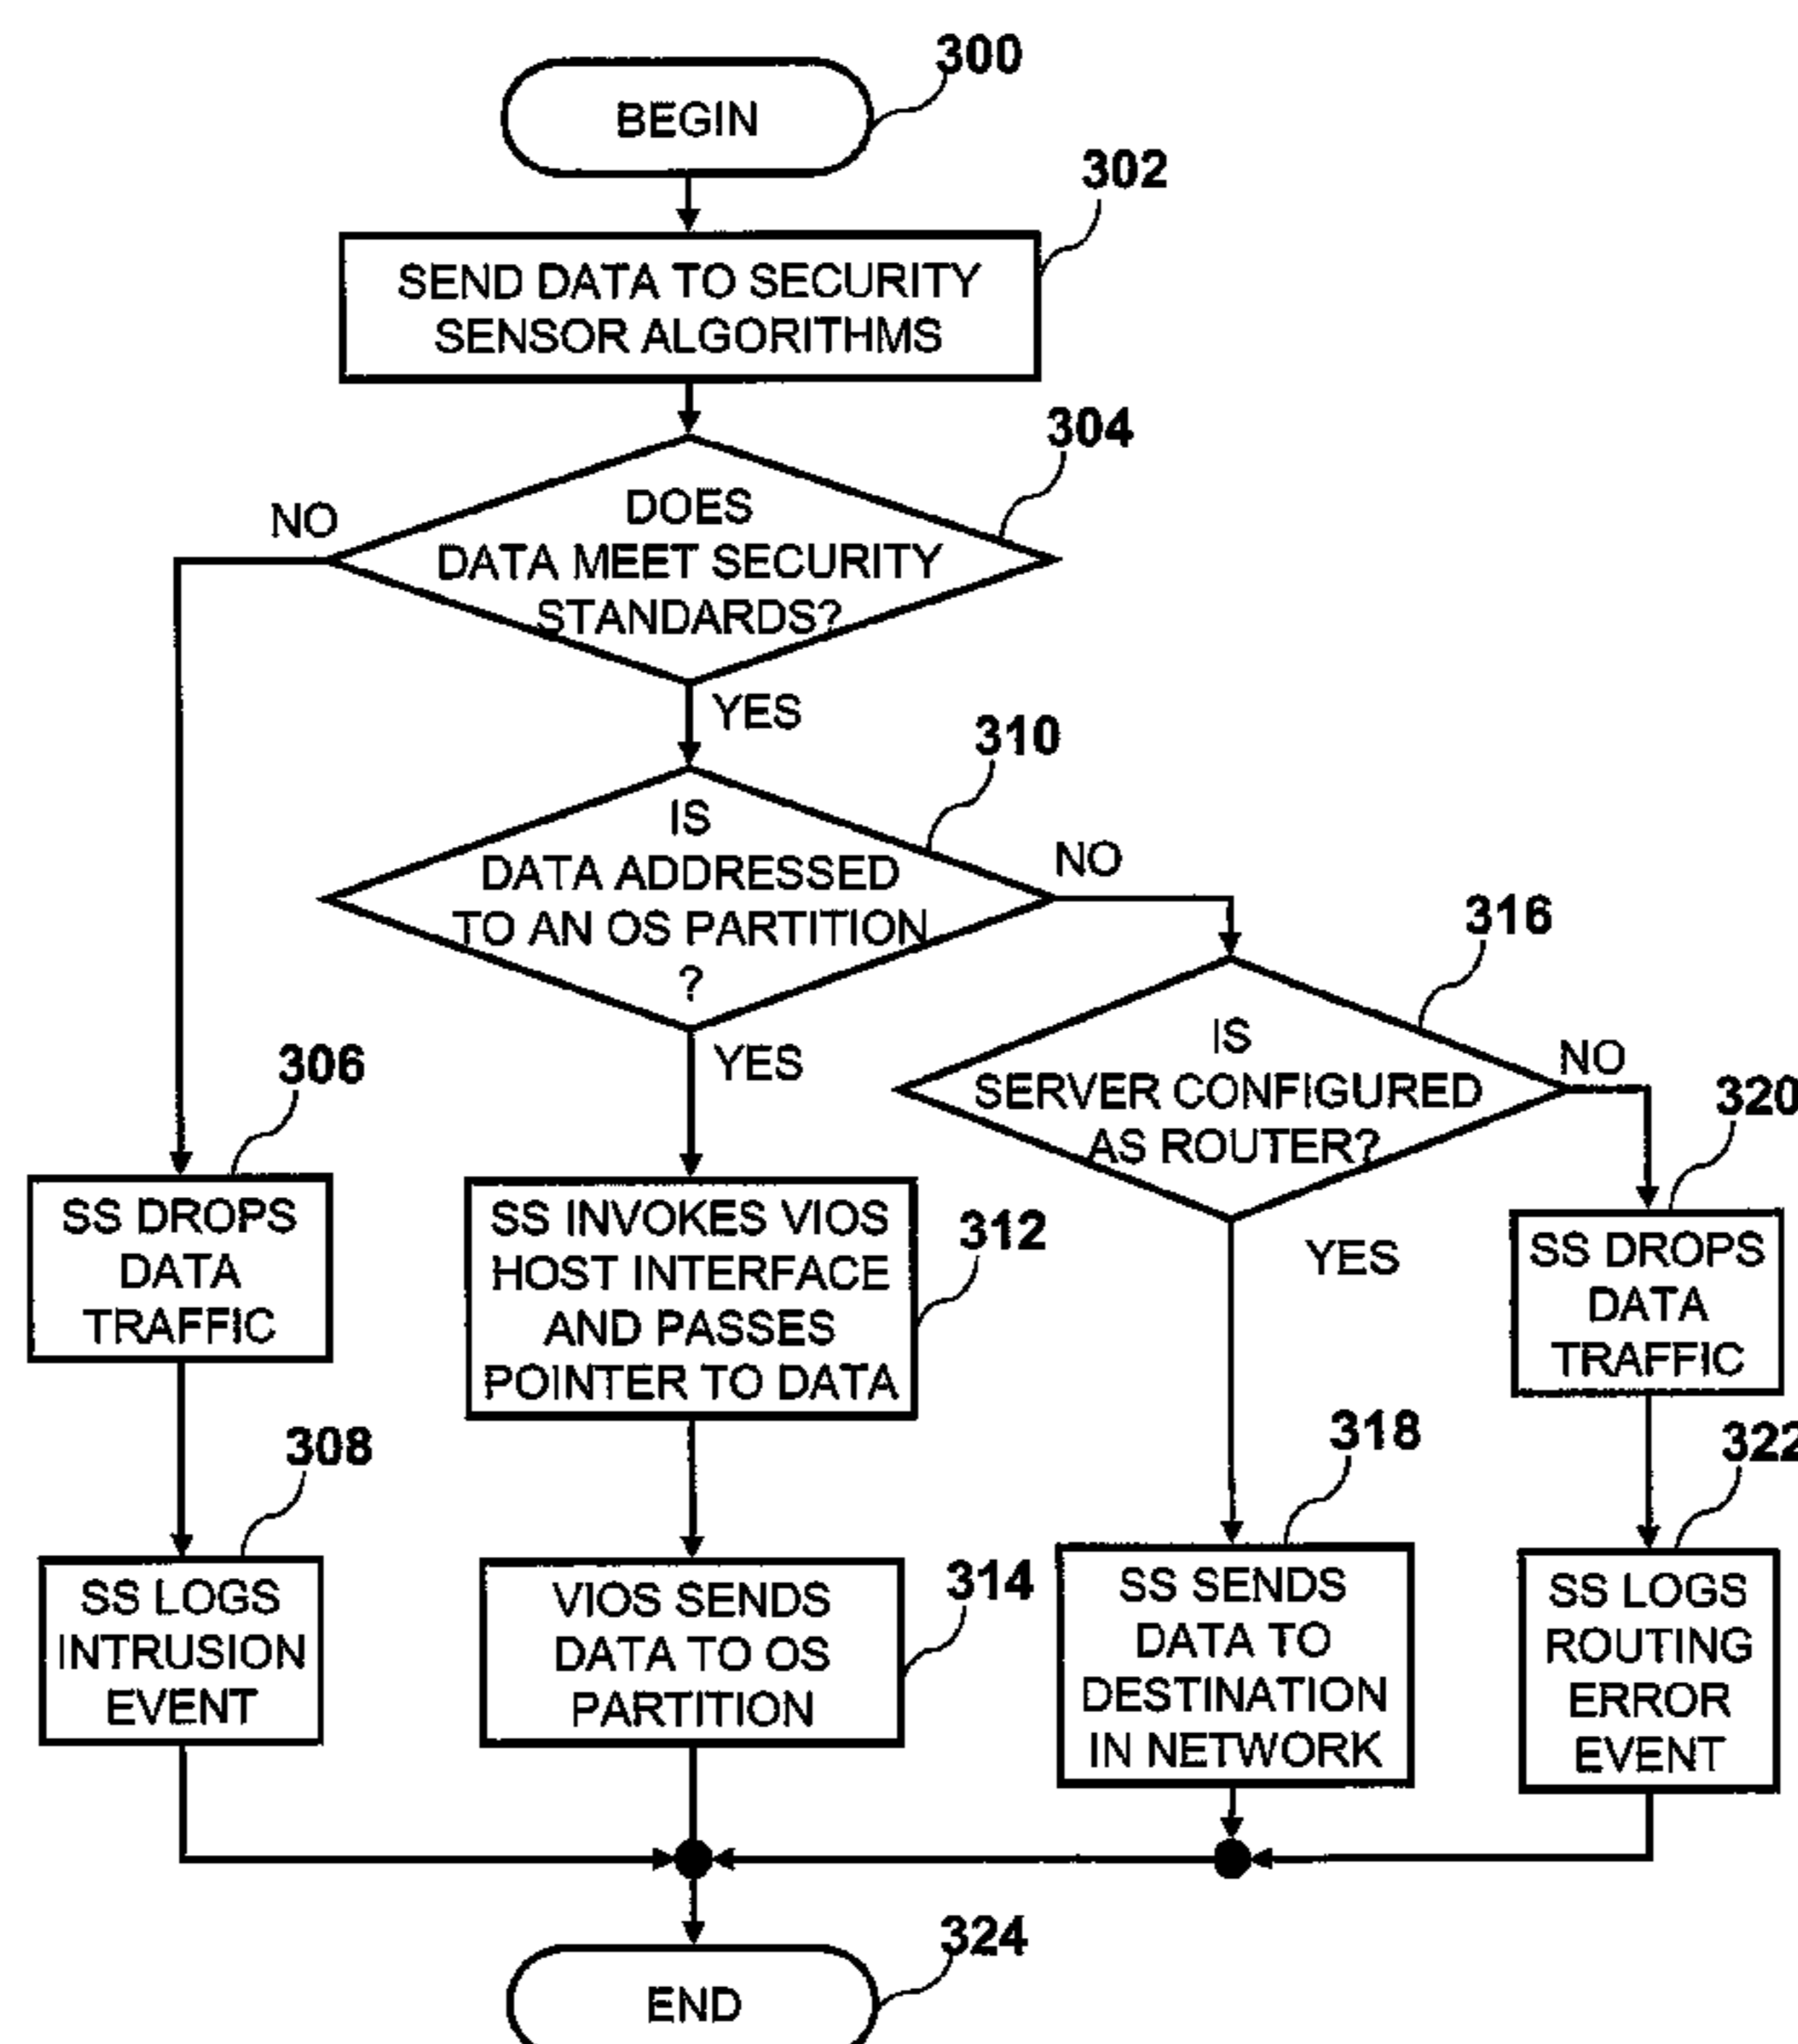 300
BEGIN
302
SEND DATA TO SECURITY
SENSOR ALGORITHMS
304
NO
DOES
DATA MEET SECURITY
STANDARDS?
YES
310
IS
DATA ADDRESSED
TO AN OS PARTITION
?
NO
YES
316
IS
SERVER CONFIGURED
AS ROUTER?
NO
YES
306
SS DROPS
DATA
TRAFFIC
312
SS INVOKES VIOS
HOST INTERFACE
AND PASSES
POINTER TO DATA
320
SS DROPS
DATA
TRAFFIC
308
SS LOGS
INTRUSION
EVENT
314
VIOS SENDS
DATA TO OS
PARTITION
318
SS SENDS
DATA TO
DESTINATION
IN NETWORK
322
SS LOGS
ROUTING
ERROR
EVENT
324
END